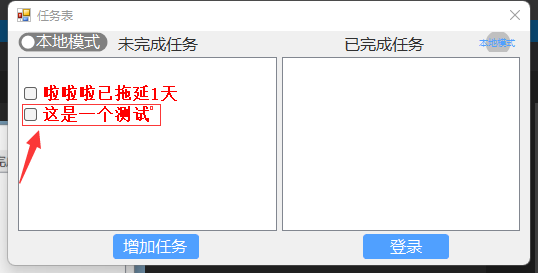 任务表
本地模式
未完成任务
已完成任务
本地模式
啦啦啦已拖延1天
这是一个测试。
增加任务
登录